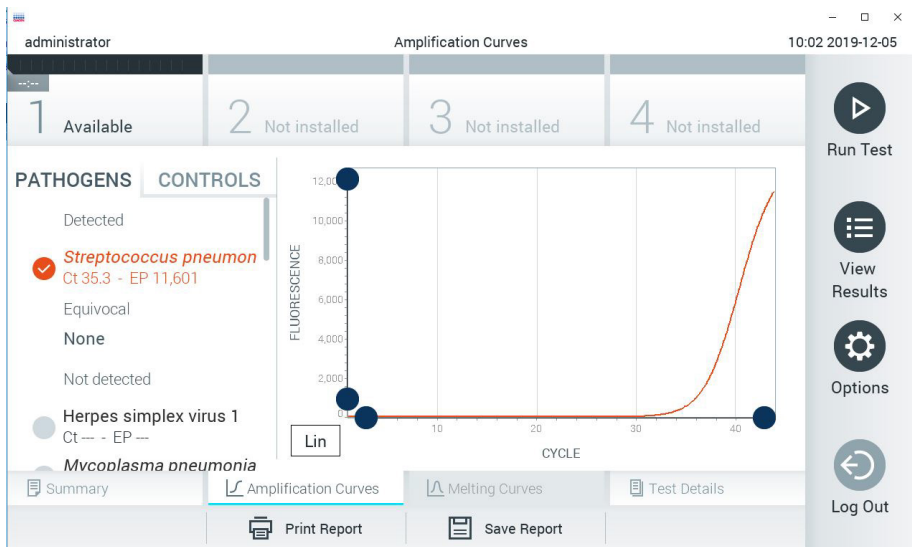 administrator
Amplification Curves
10:02 2019-12-05
--:--
1 Available
2 Not installed
3 Not installed
4 Not installed
Run Test
PATHOGENS
CONTROLS
Detected
Streptococcus pneumon
Ct 35.3 - EP 11,601
Equivocal
None
Not detected
Herpes simplex virus 1
Ct --- - EP ---
Mycoplasma pneumonia
FLUORESCENCE
12,00
10,000
8,000
6,000
4,000
2,000
0
10
20
30
40
CYCLE
Lin
View
Results
Options
Log Out
Summary
Amplification Curves
Melting Curves
Test Details
Print Report
Save Report